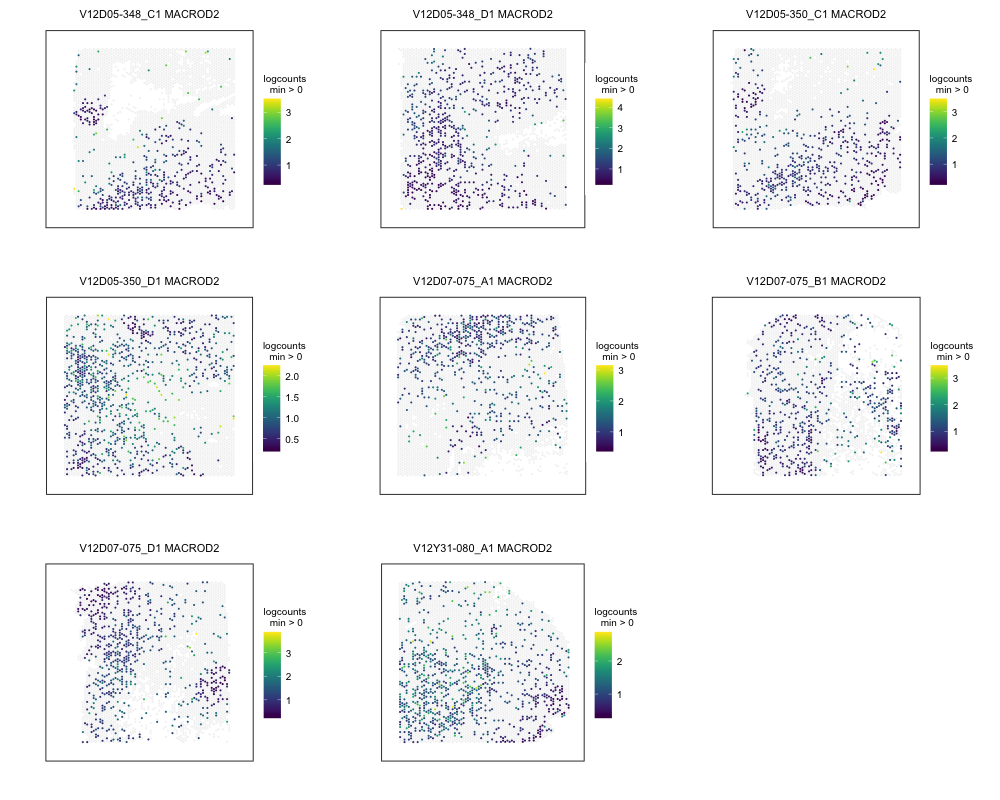 V12D05-348_C1 MACROD2
logcounts
min > 0
3
2
1
V12D05-348_D1 MACROD2
logcounts
min > 0
4
3
2
1
V12D05-350_C1 MACROD2
logcounts
min > 0
3
2
1
V12D05-350_D1 MACROD2
logcounts
min > 0
2.0
1.5
1.0
0.5
V12D07-075_A1 MACROD2
logcounts
min > 0
3
2
1
V12D07-075_B1 MACROD2
logcounts
min > 0
3
2
1
V12D07-075_D1 MACROD2
logcounts
min > 0
3
2
1
V12Y31-080_A1 MACROD2
logcounts
min > 0
2
1